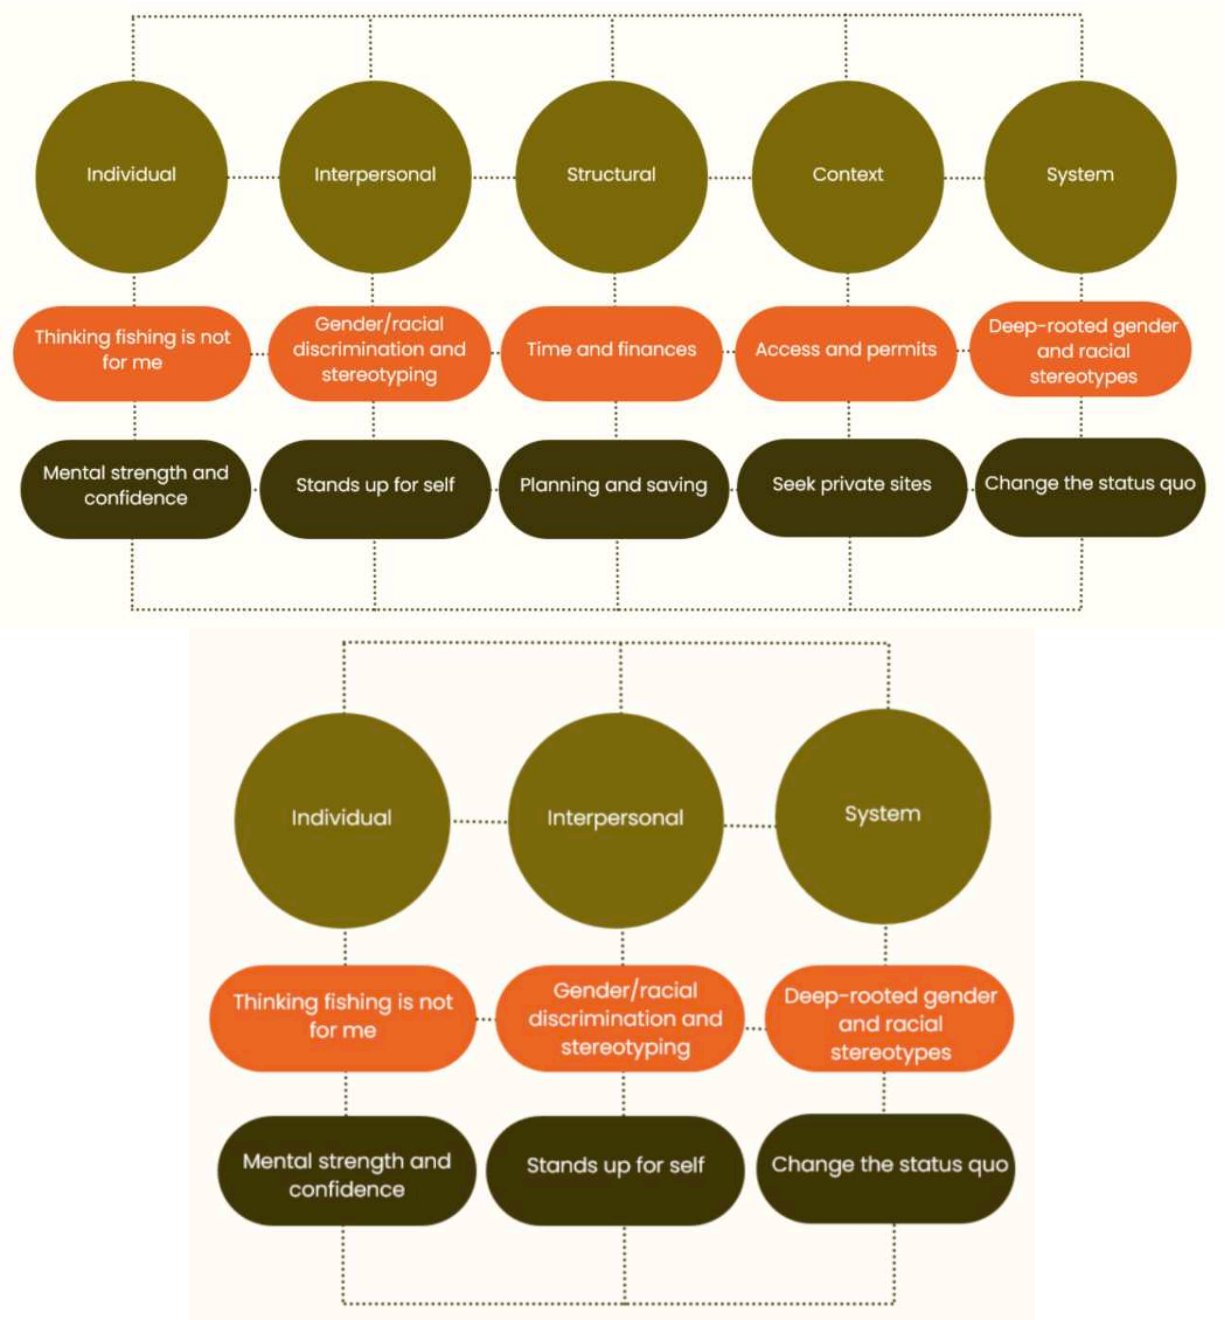 Individual
Interpersonal
Structural
Context
System
Thinking fishing is not
for me
Gender/racial
discrimination and
stereotyping
Time and finances
Access and permits
Deep-rooted gender
and racial
stereotypes
Mental strength and
confidence
Stands up for self
Planning and saving
Seek private sites
Change the status quo
Individual
Interpersonal
System
Thinking fishing is not
for me
Gender/racial
discrimination and
stereotyping
Deep-rooted gender
and racial
stereotypes
Mental strength and
confidence
Stands up for self
Change the status quo